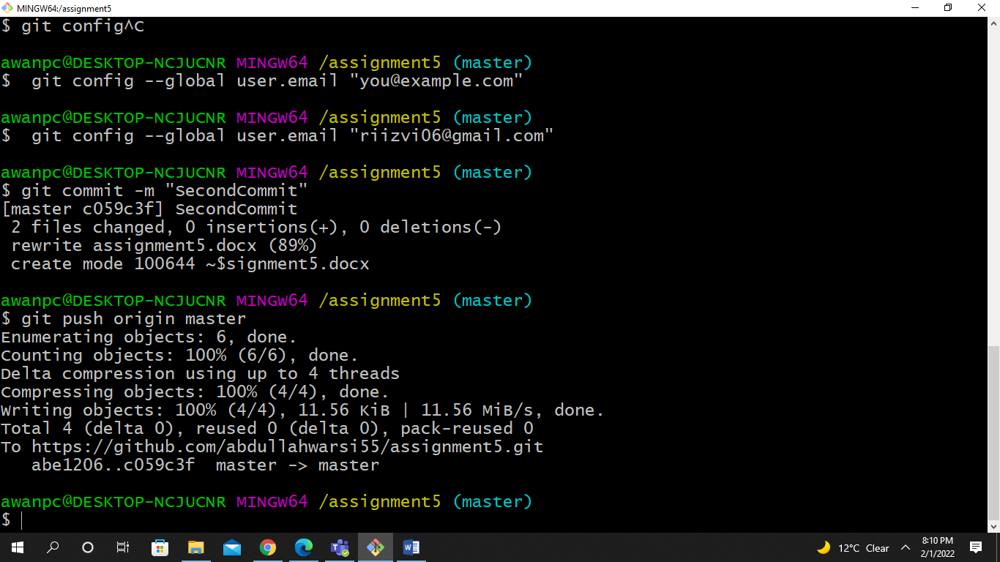 MINGW64:/assignment5
$ git config^C
awanpc@DESKTOP-NCJUCNR MINGW64 /assignment5 (master)
$  git config --global user.email "you@example.com"
awanpc@DESKTOP-NCJUCNR MINGW64 /assignment5 (master)
$  git config --global user.email "riizvi06@gmail.com"
awanpc@DESKTOP-NCJUCNR MINGW64 /assignment5 (master)
$ git commit -m "SecondCommit"
[master c059c3f] SecondCommit
 2 files changed, 0 insertions(+), 0 deletions(-)
 rewrite assignment5.docx (89%)
 create mode 100644 ~$signment5.docx
awanpc@DESKTOP-NCJUCNR MINGW64 /assignment5 (master)
$ git push origin master
Enumerating objects: 6, done.
Counting objects: 100% (6/6), done.
Delta compression using up to 4 threads
Compressing objects: 100% (4/4), done.
Writing objects: 100% (4/4), 11.56 KiB | 11.56 MiB/s, done.
Total 4 (delta 0), reused 0 (delta 0), pack-reused 0
To https://github.com/abdullahwarsi55/assignment5.git
   abe1206..c059c3f  master -> master
awanpc@DESKTOP-NCJUCNR MINGW64 /assignment5 (master)
$
12°C Clear
8:10 PM
2/1/2022